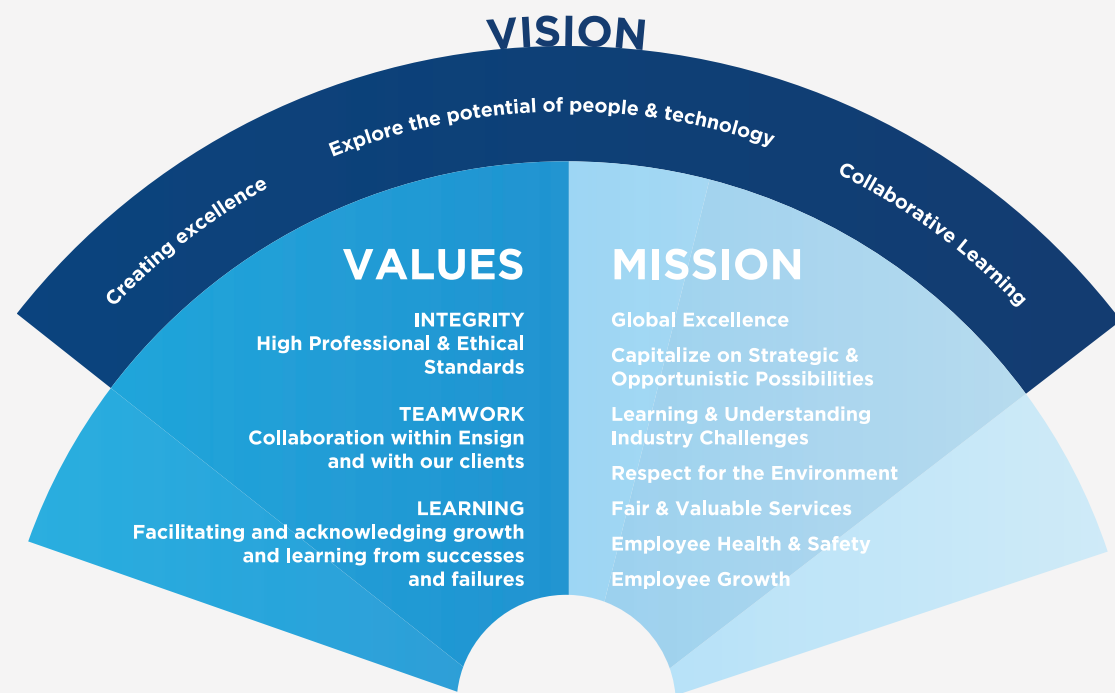 VISION
Creating excellence
Explore the potential of people & technology
Collaborative Learning
VALUES
INTEGRITY
High Professional & Ethical
Standards
TEAMWORK
Collaboration within Ensign
and with our clients
LEARNING
Facilitating and acknowledging growth
and learning from successes
and failures
MISSION
Global Excellence
Capitalize on Strategic &
Opportunistic Possibilities
Learning & Understanding
Industry Challenges
Respect for the Environment
Fair & Valuable Services
Employee Health & Safety
Employee Growth